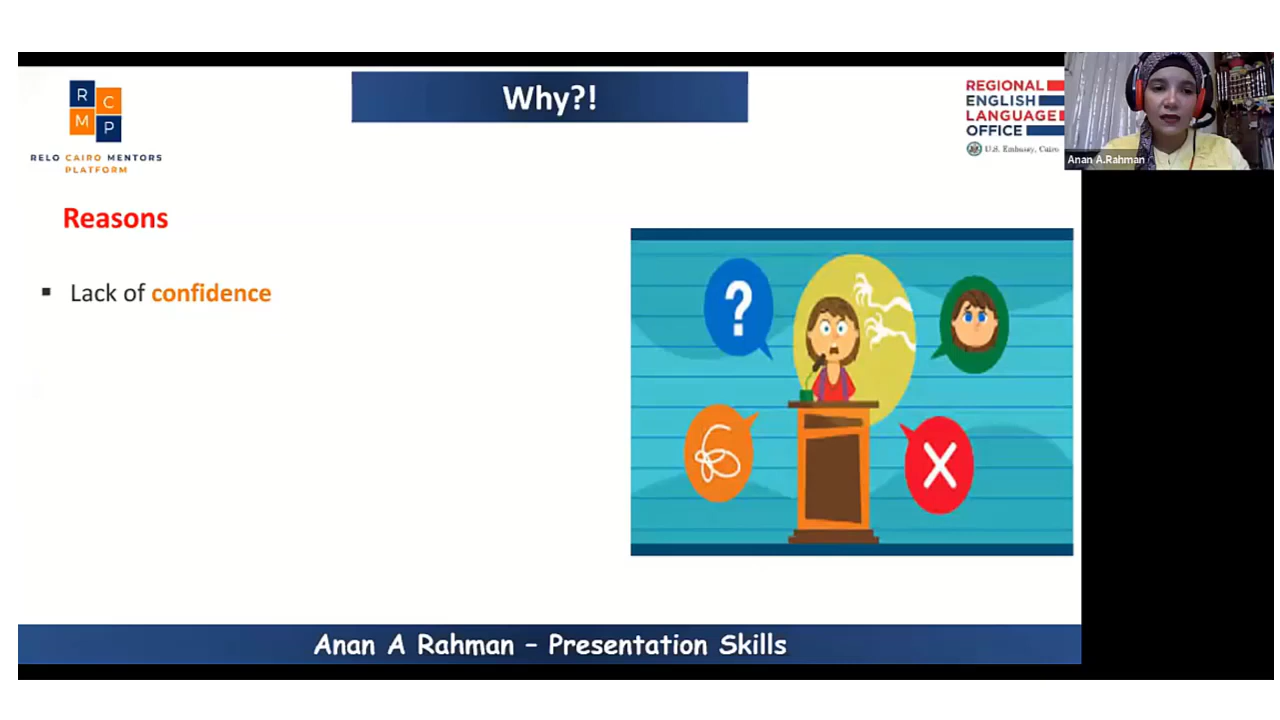 Why?!
R
C
M
P
RELO CAIRO MENTORS
PLATFORM
REGIONAL
ENGLISH
LANGUAGE
OFFICE
U.S. Embassy, Cairo
Anan A.Rahman
Reasons
▪ Lack of confidence
?
X
Anan A Rahman – Presentation Skills